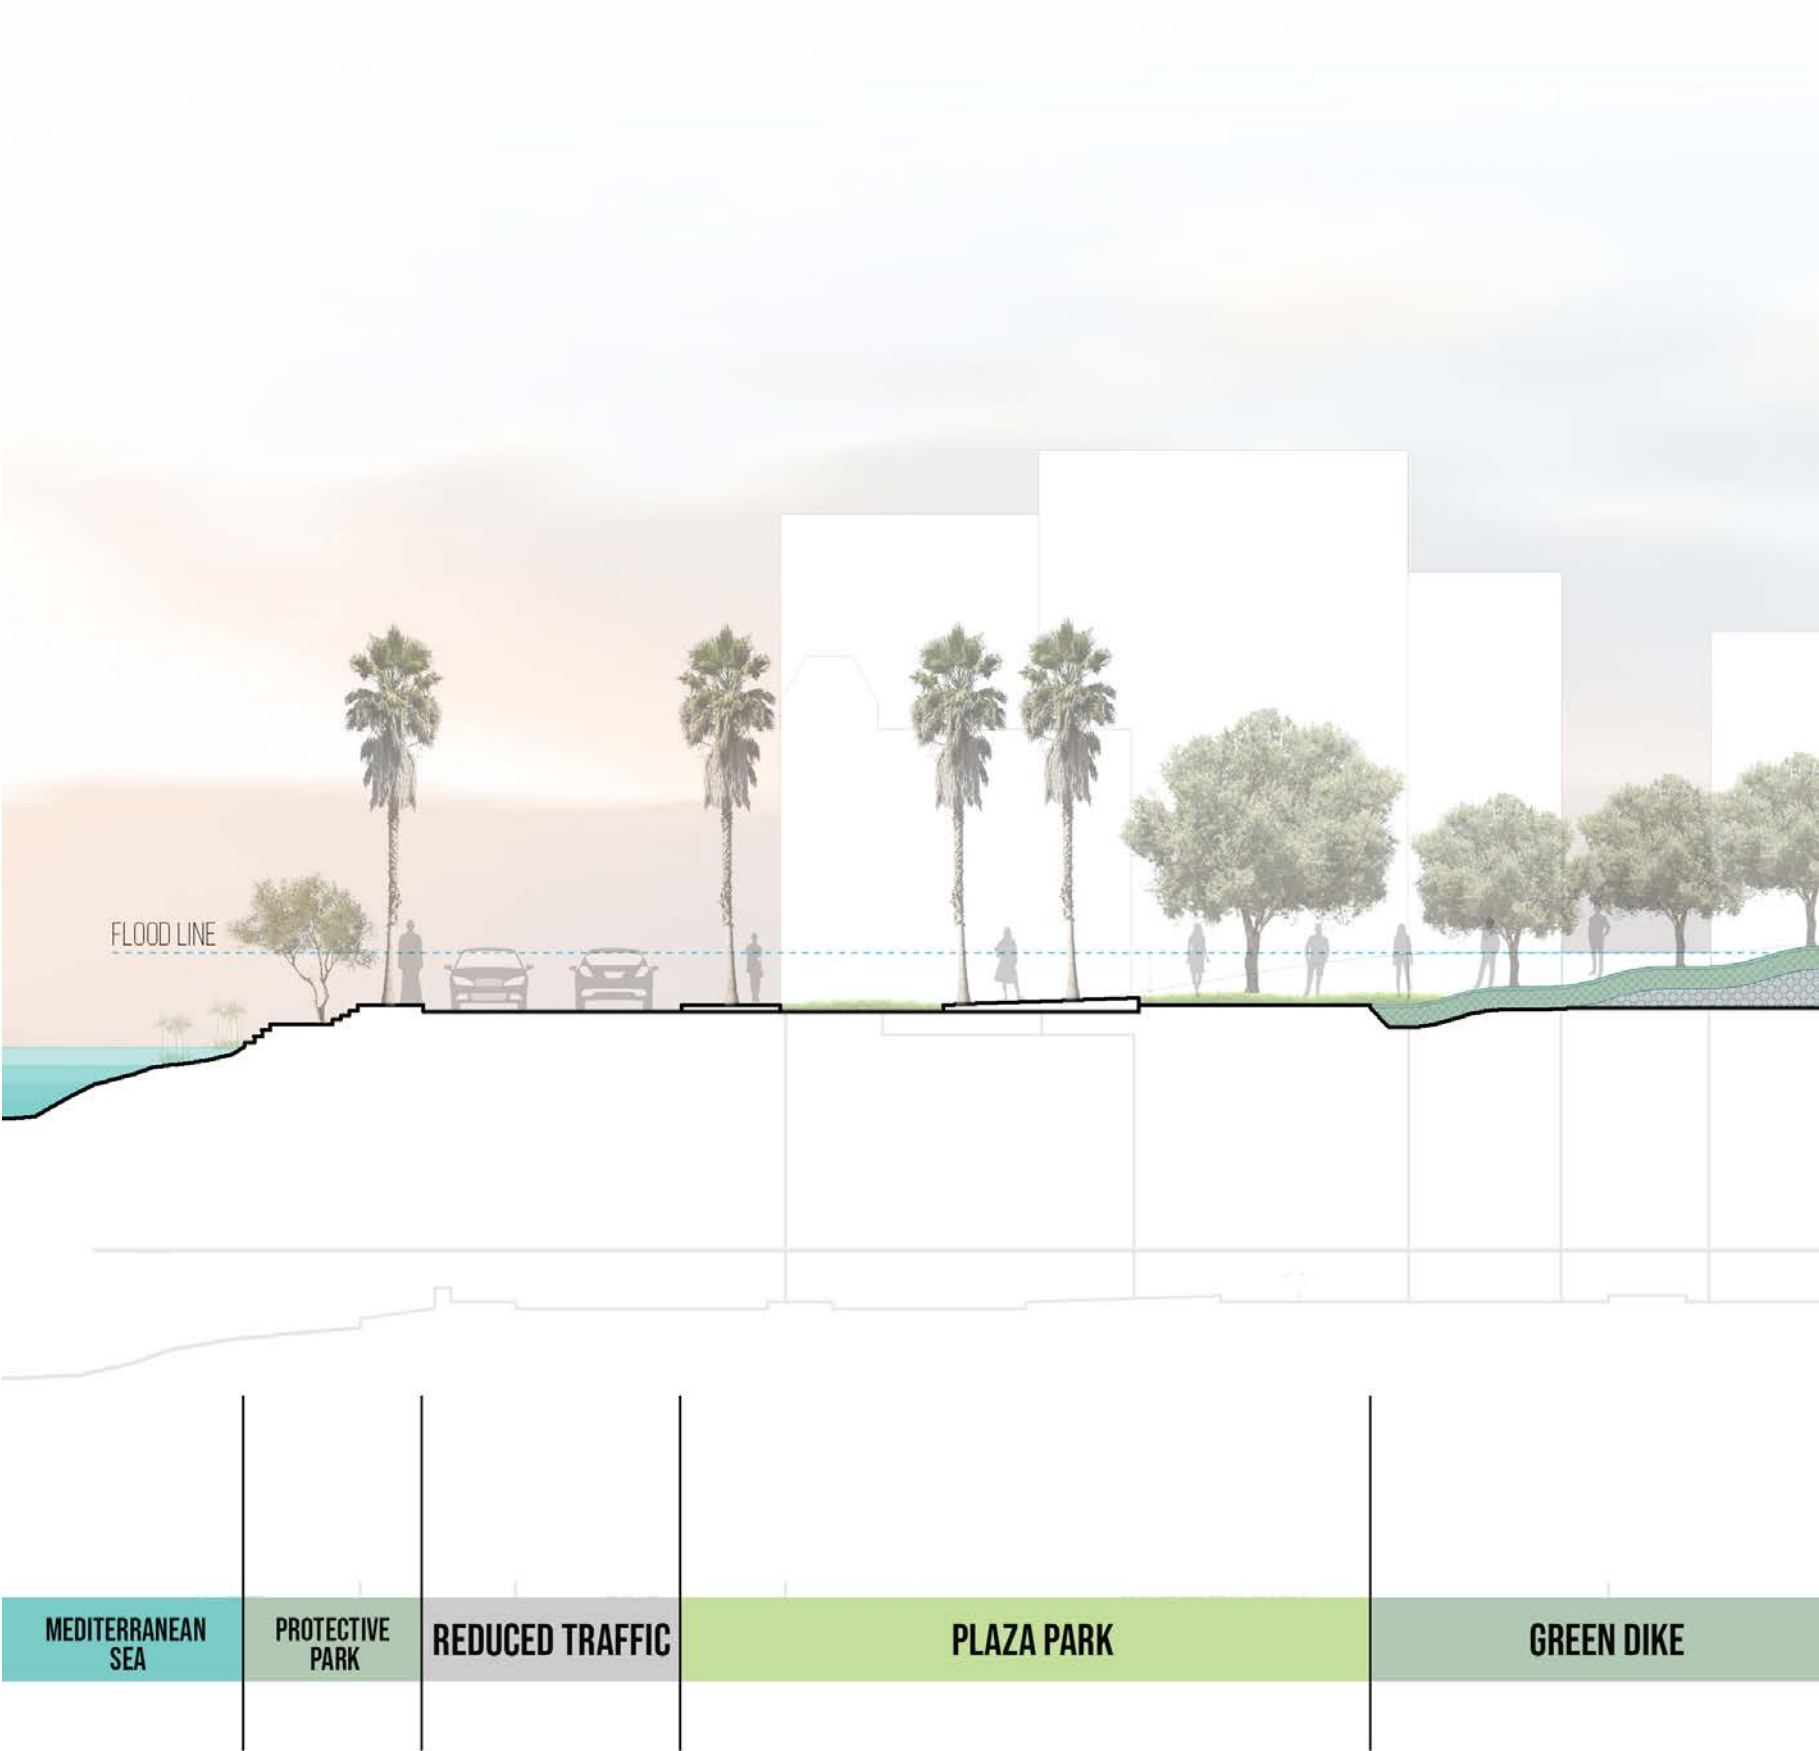 FLOOD LINE
MEDITERRANEAN
SEA
PROTECTIVE
PARK
REDUCED TRAFFIC
PLAZA PARK
GREEN DIKE